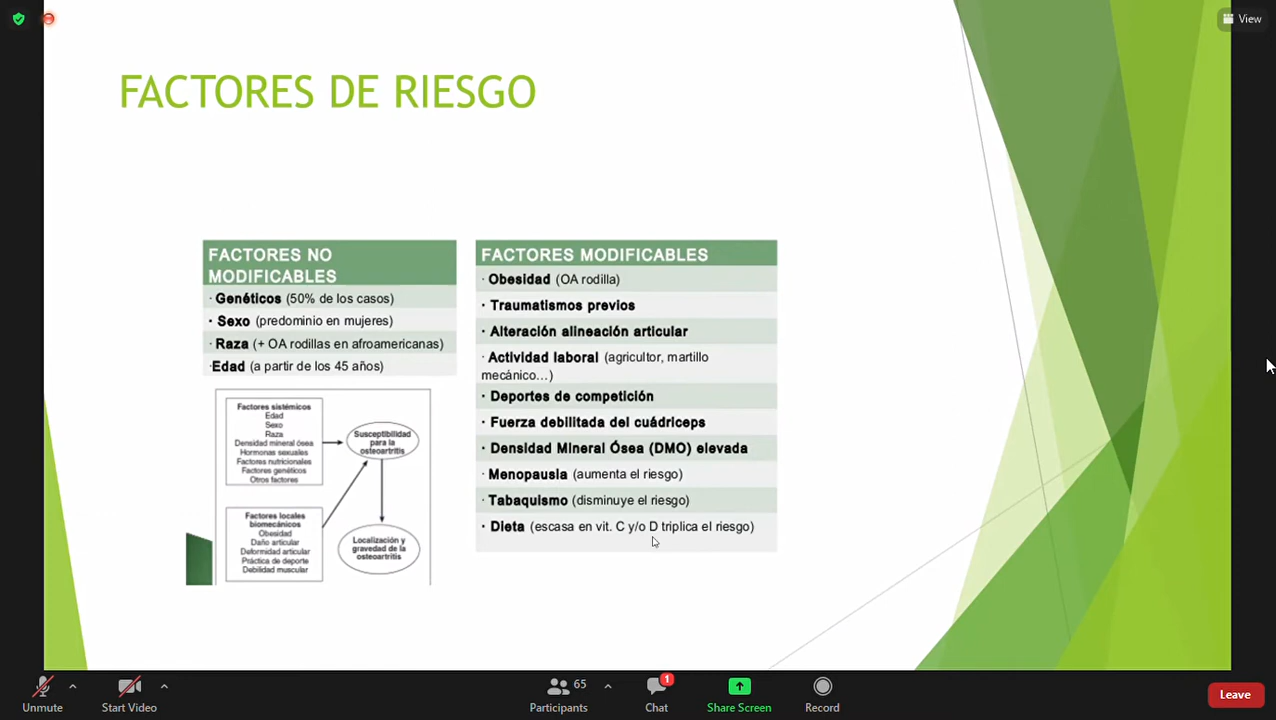 View
FACTORES DE RIESGO
FACTORES NO
MODIFICABLES
· Genéticos (50% de los casos)
· Sexo (predominio en mujeres)
· Raza (+ OA rodillas en afroamericanas)
·Edad (a partir de los 45 años)
Factores sistémicos
Edad
Sexo
Raza
Densidad mineral ósea
Hormonas sexuales
Factores nutricionales
Factores genéticos
Otros factores
Susceptibilidad
para la
osteoartritis
Factores locales
biomecánicos
Obesidad
Daño articular
Deformidad articular
Práctica de deporte
Debilidad muscular
Localización y
gravedad de la
osteoartritis
FACTORES MODIFICABLES
· Obesidad (OA rodilla)
· Traumatismos previos
· Alteración alineación articular
· Actividad laboral (agricultor, martillo
mecánico…)
· Deportes de competición
· Fuerza debilitada del cuádriceps
· Densidad Mineral Ósea (DMO) elevada
· Menopausia (aumenta el riesgo)
· Tabaquismo (disminuye el riesgo)
· Dieta (escasa en vit. C y/o D triplica el riesgo)
Unmute
Start Video
65
Participants
1
Chat
Share Screen
Record
Leave